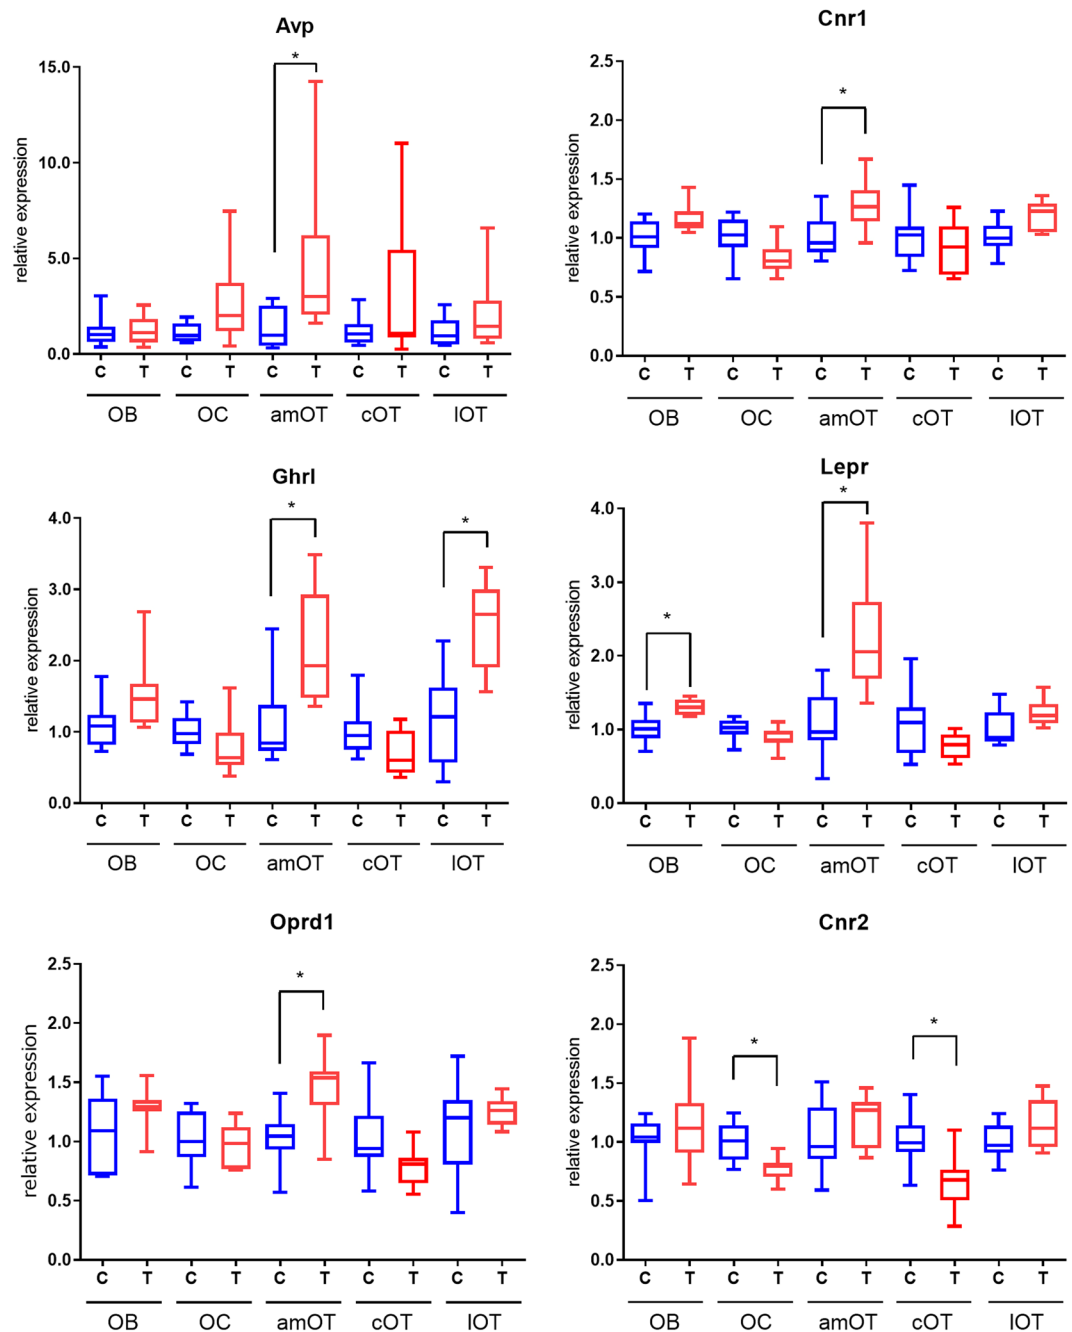 Avp
*
15.0
10.0
5.0
0.0
relative expression
C T C T C T C T C T
OB OC amOT cOT lOT
Cnr1
*
2.5
2.0
1.5
1.0
0.5
0.0
relative expression
C T C T C T C T C T
OB OC amOT cOT lOT
Ghrl
* *
4.0
3.0
2.0
1.0
0.0
relative expression
C T C T C T C T C T
OB OC amOT cOT lOT
Lepr
*
*
4.0
3.0
2.0
1.0
0.0
relative expression
C T C T C T C T C T
OB OC amOT cOT lOT
Oprd1
*
2.5
2.0
1.5
1.0
0.5
0.0
relative expression
C T C T C T C T C T
OB OC amOT cOT lOT
Cnr2
* *
2.5
2.0
1.5
1.0
0.5
0.0
relative expression
C T C T C T C T C T
OB OC amOT cOT lOT